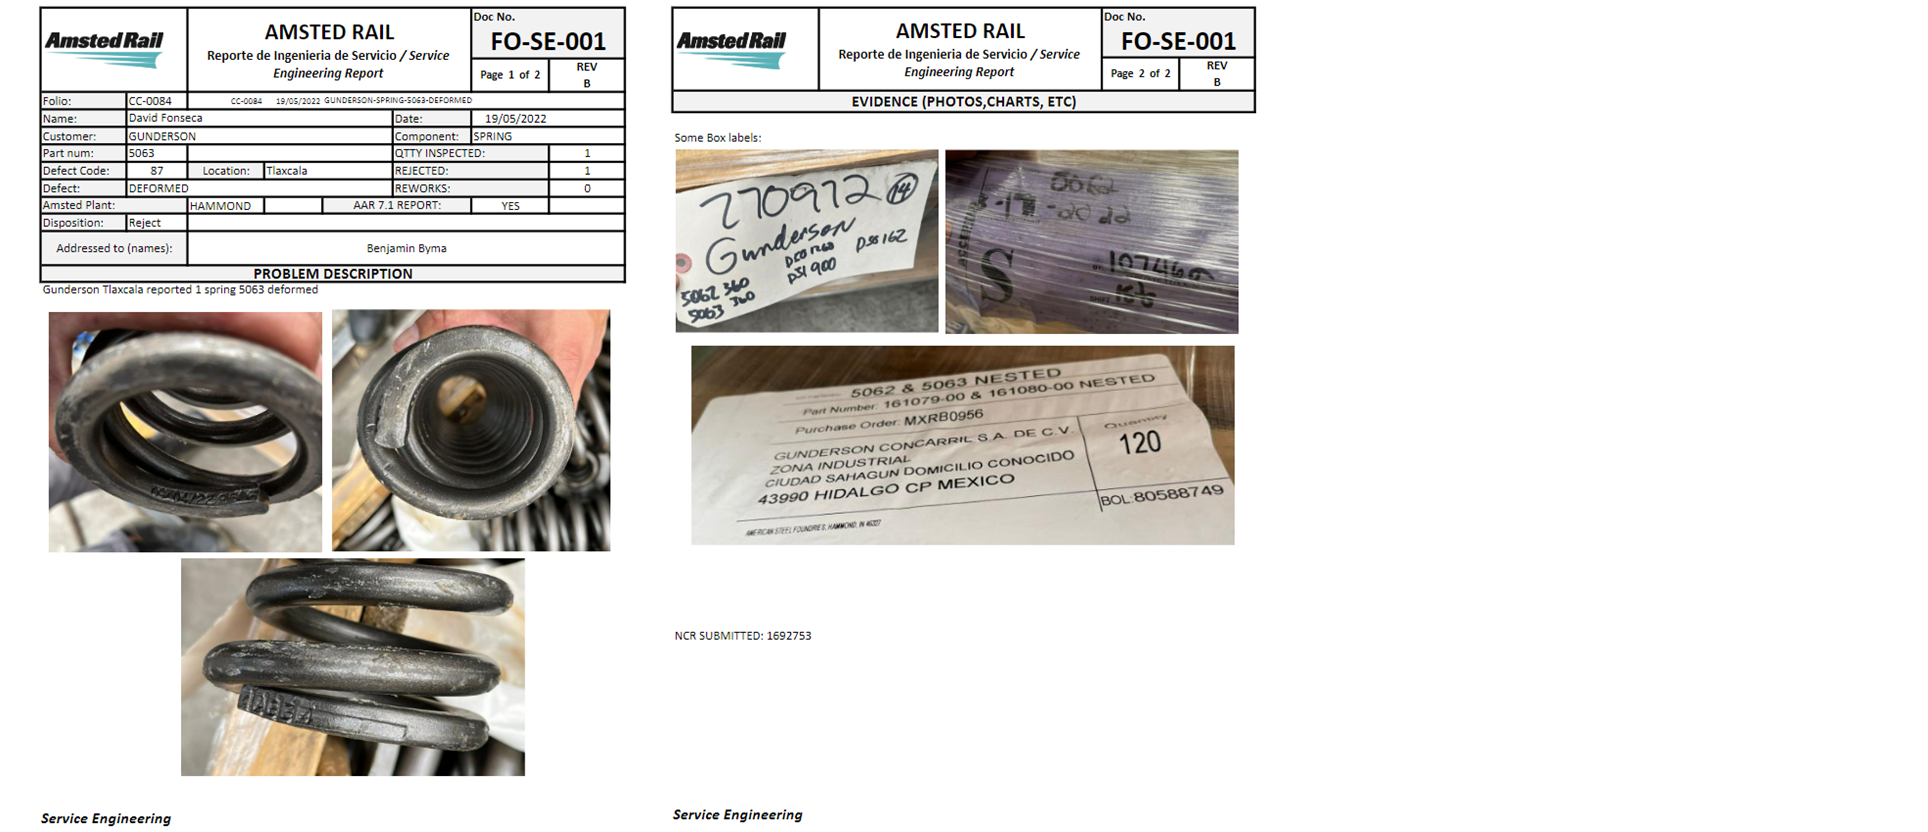 AmstedRail
AMSTED RAIL
Reporte de Ingenieria de Servicio / Service
Engineering Report
Doc No.
FO-SE-001
Page 1 of 2
REV
B
Folio: CC-0084 CC-0084 19/05/2022 GUNDERSON-SPRING-5063-DEFORMED
Name: David Fonseca Date: 19/05/2022
Customer: GUNDERSON Component: SPRING
Part num: 5063 QTTY INSPECTED: 1
Defect Code: 87 Location: Tlaxcala REJECTED: 1
Defect: DEFORMED REWORKS: 0
Amsted Plant: HAMMOND AAR 7.1 REPORT: YES
Disposition: Reject
Addressed to (names): Benjamin Byma
PROBLEM DESCRIPTION
Gunderson Tlaxcala reported 1 spring 5063 deformed
Service Engineering
AmstedRail
AMSTED RAIL
Reporte de Ingenieria de Servicio / Service
Engineering Report
Doc No.
FO-SE-001
Page 2 of 2
REV
B
EVIDENCE (PHOTOS,CHARTS, ETC)
Some Box labels:
270972 14
Gunderson
D50 1260 D58 162
D51 900
5062 360
5063 360
5062
S
5062 & 5063 NESTED
Part Number: 161079-00 & 161080-00 NESTED
Purchase Order: MXRB0956
GUNDERSON CONCARRIL S.A. DE C.V.
ZONA INDUSTRIAL
CIUDAD SAHAGUN DOMICILIO CONOCIDO
43990 HIDALGO CP MEXICO
Quantity
120
BOL:80588749
AMERICAN STEEL FOUNDRIES, HAMMOND, IN 46327
NCR SUBMITTED: 1692753
Service Engineering